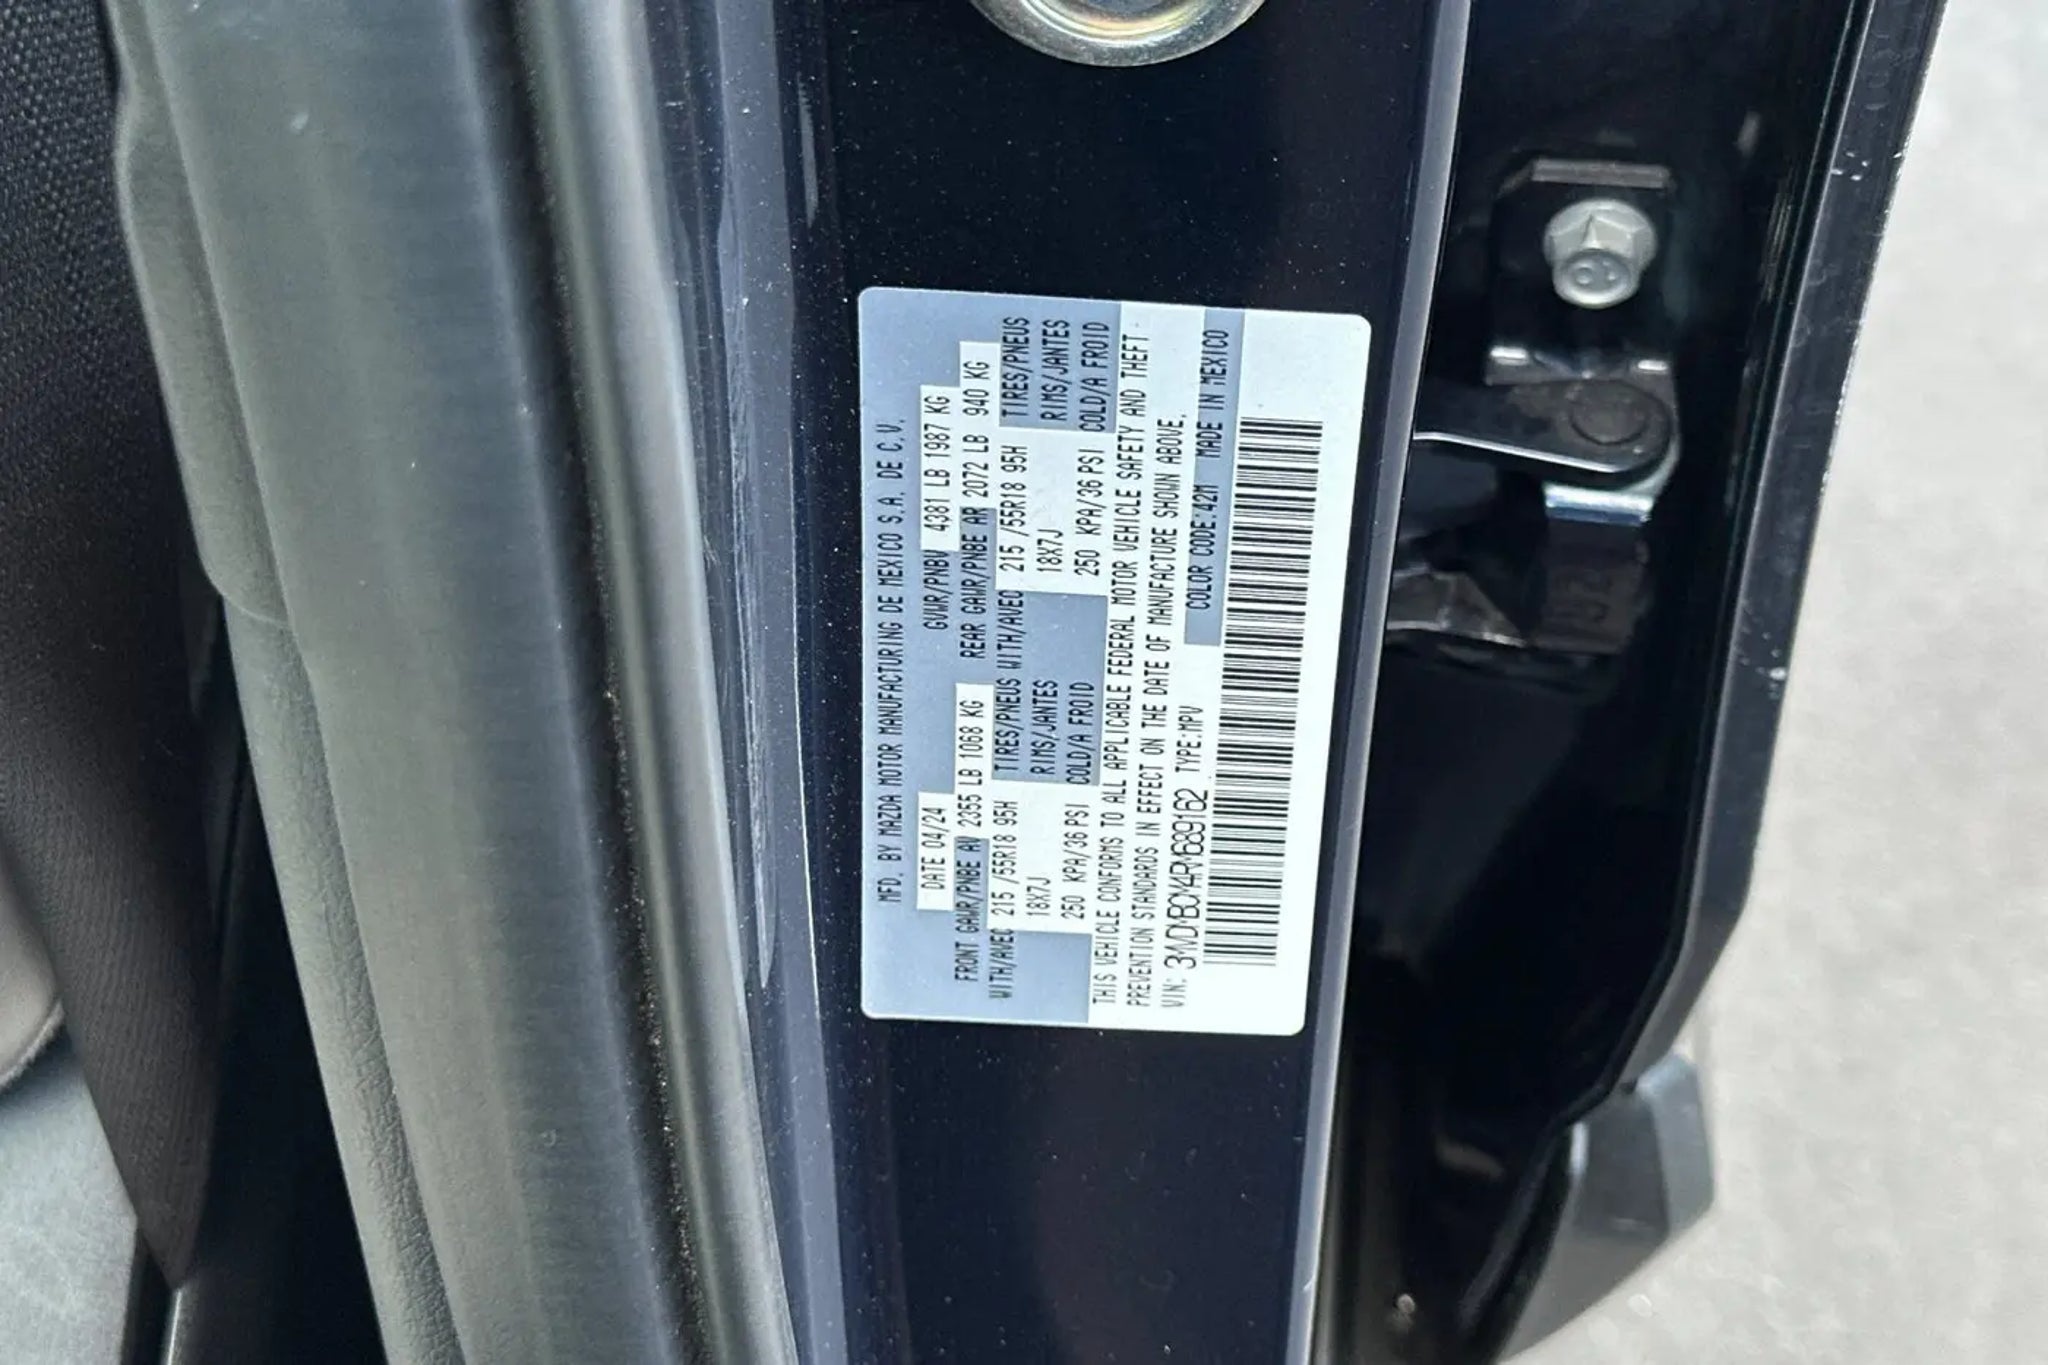 MFD. BY MAZDA MOTOR MANUFACTURING DE MEXICO S.A. DE C.V.
DATE 04/24 GVWR/PNBV 4381 LB 1987 KG
FRONT GAWR/PNBE AV 2355 LB 1068 KG REAR GAWR/PNBE AR 2072 LB 940 KG
WITH/AVEC 215 /55R18 95H TIRES/PNEUS WITH/AVEC 215 /55R18 95H TIRES/PNEUS
18X7J RIMS/JANTES 18X7J RIMS/JANTES
250 KPA/36 PSI COLD/A FROID 250 KPA/36 PSI COLD/A FROID
THIS VEHICLE CONFORMS TO ALL APPLICABLE FEDERAL MOTOR VEHICLE SAFETY AND THEFT
PREVENTION STANDARDS IN EFFECT ON THE DATE OF MANUFACTURE SHOWN ABOVE.
VIN: 3MVDMBCM4RM689162 TYPE:MPV COLOR CODE:42M MADE IN MEXICO